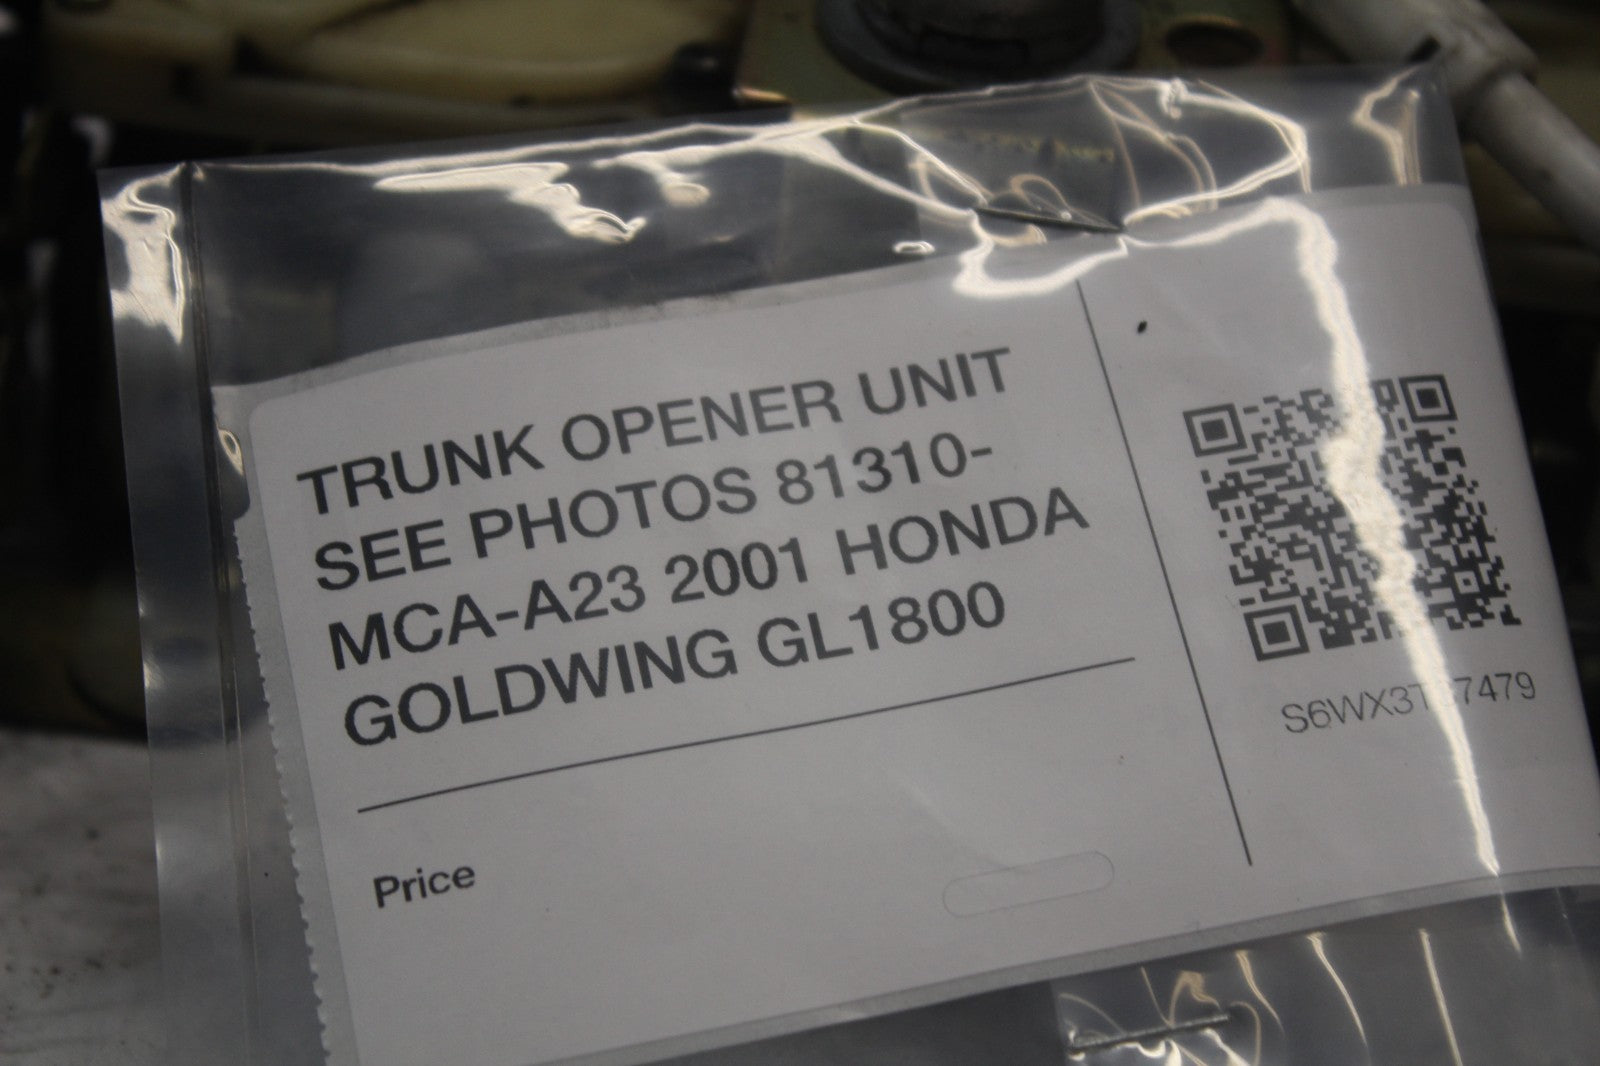 TRUNK OPENER UNIT
SEE PHOTOS 81310-
MCA-A23 2001 HONDA
GOLDWING GL1800
Price